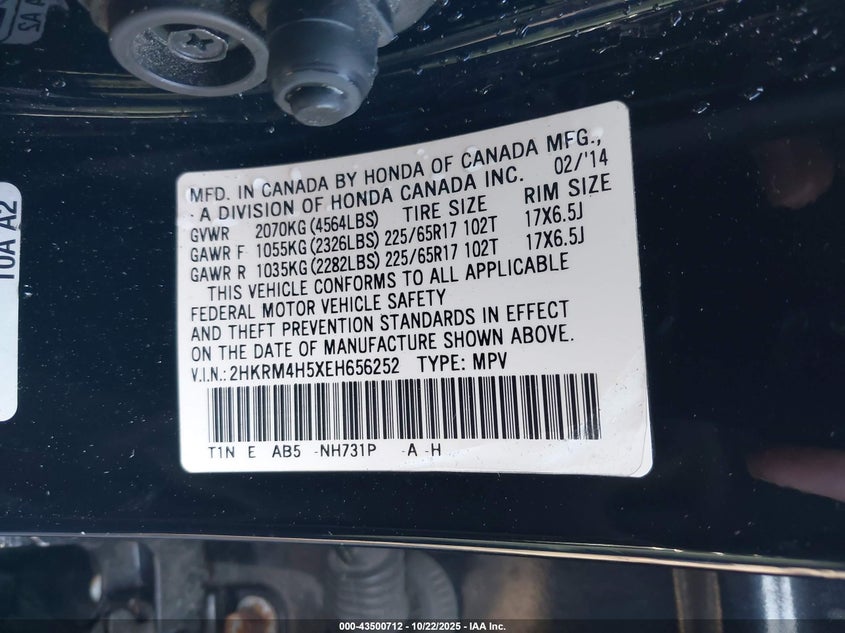 MFD. IN CANADA BY HONDA OF CANADA MFG.,
A DIVISION OF HONDA CANADA INC. 02/'14
GVWR 2070KG (4564LBS) TIRE SIZE RIM SIZE
GAWR F 1055KG (2326LBS) 225/65R17 102T 17X6.5J
GAWR R 1035KG (2282LBS) 225/65R17 102T 17X6.5J
THIS VEHICLE CONFORMS TO ALL APPLICABLE
FEDERAL MOTOR VEHICLE SAFETY
AND THEFT PREVENTION STANDARDS IN EFFECT
ON THE DATE OF MANUFACTURE SHOWN ABOVE.
V.I.N.: 2HKRM4H5XEH656252 TYPE: MPV
T1N E AB5 -NH731P -A -H
T0A A2
000-43500712 - 10/22/2025 - IAA Inc.